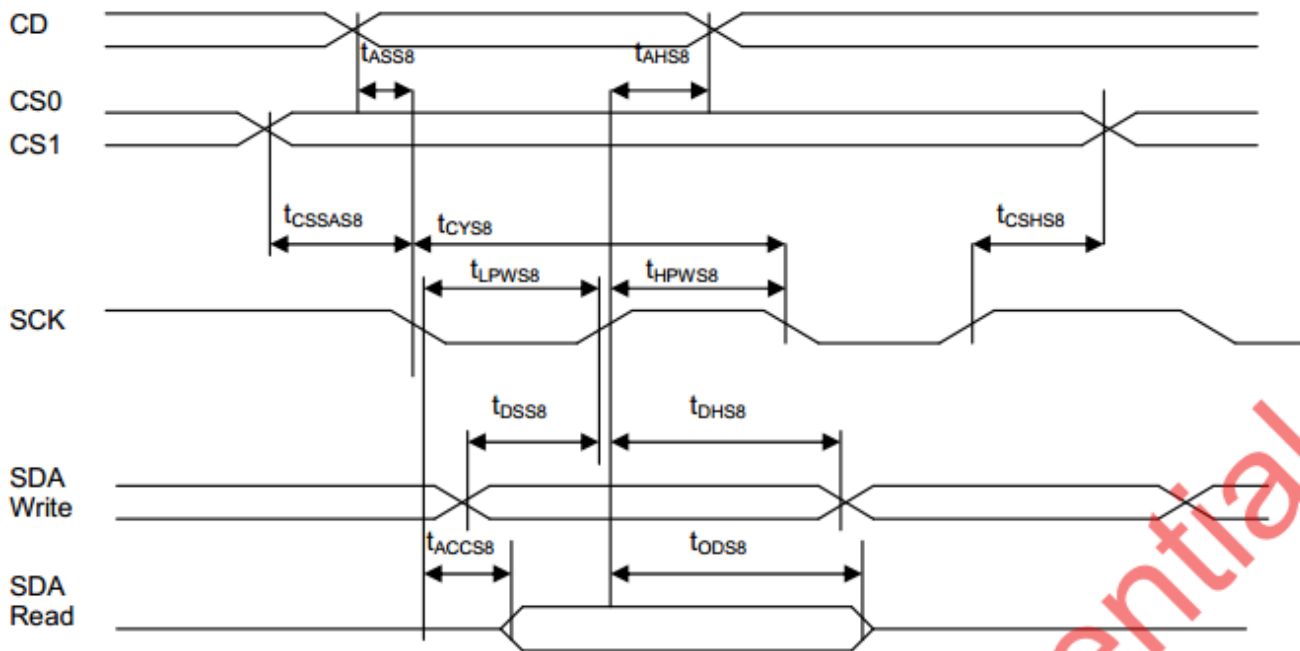 CD
tASS8
tAHS8
CS0
CS1
tCSSAS8
tCYS8
tCSHS8
tLPWS8
tHPWS8
SCK
tDSS8
tDHS8
SDA
Write
tACCS8
tODS8
SDA
Read
ential